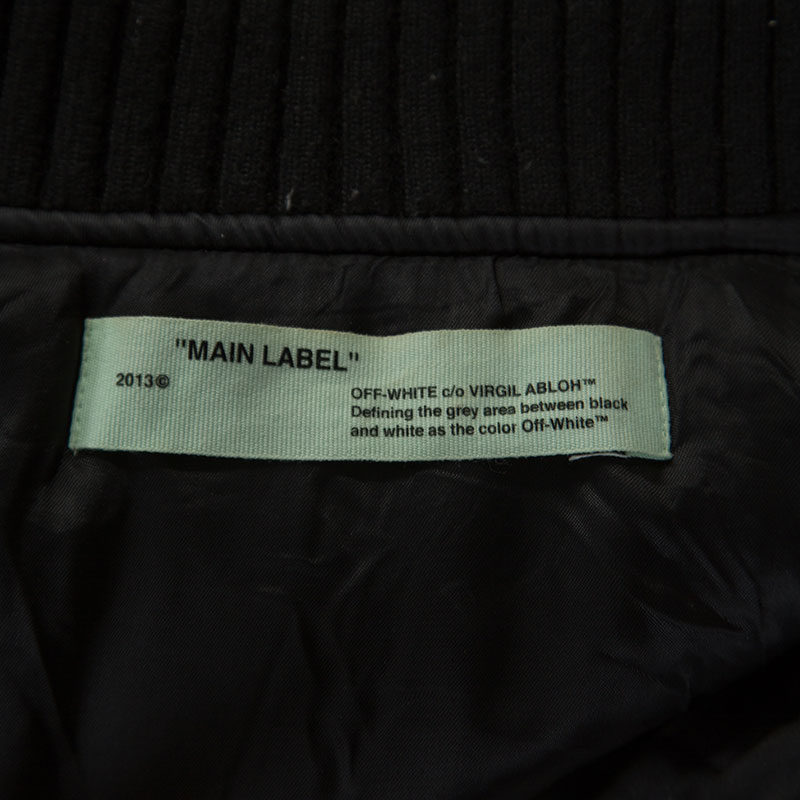 "MAIN LABEL"
2013©
OFF-WHITE c/o VIRGIL ABLOH™
Defining the grey area between black
and white as the color Off-White™